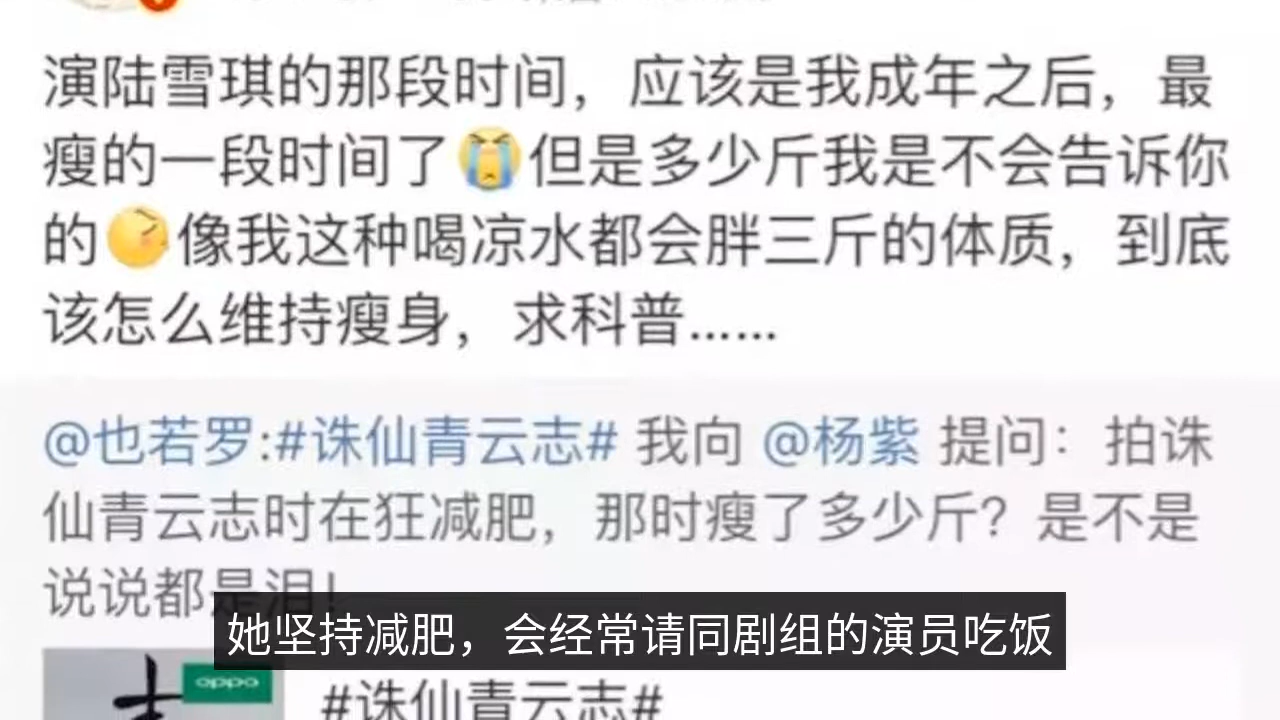 演陆雪琪的那段时间，应该是我成年之后，最
瘦的一段时间了😭但是多少斤我是不会告诉你
的 像我这种喝凉水都会胖三斤的体质，到底
该怎么维持瘦身，求科普……
@也若罗:#诛仙青云志# 我向 @杨紫 提问：拍诛
仙青云志时在狂减肥，那时瘦了多少斤？是不是
说说都是泪！
她坚持减肥，会经常请同剧组的演员吃饭
oppo
#诛仙青云志#